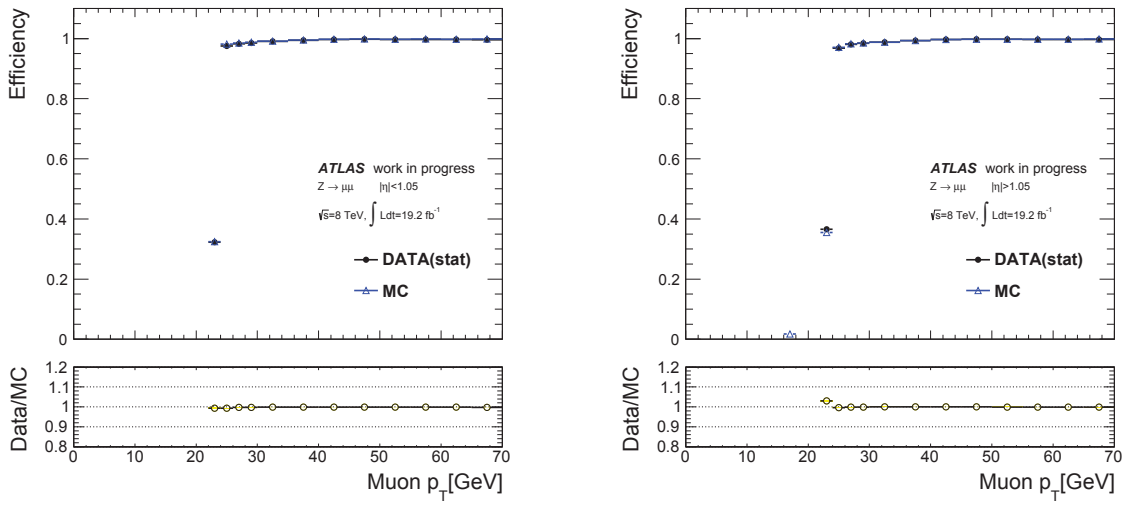 Efficiency
1
0.8
0.6
0.4
0.2
0
ATLAS work in progress
Z → μμ |η|<1.05
√s=8 TeV, ∫ Ldt=19.2 fb⁻¹
DATA(stat)
MC
Data/MC
1.2
1.1
1
0.9
0.8
0 10 20 30 40 50 60 70
Muon p_T[GeV]
Efficiency
1
0.8
0.6
0.4
0.2
0
ATLAS work in progress
Z → μμ |η|>1.05
√s=8 TeV, ∫ Ldt=19.2 fb⁻¹
DATA(stat)
MC
Data/MC
1.2
1.1
1
0.9
0.8
0 10 20 30 40 50 60 70
Muon p_T[GeV]